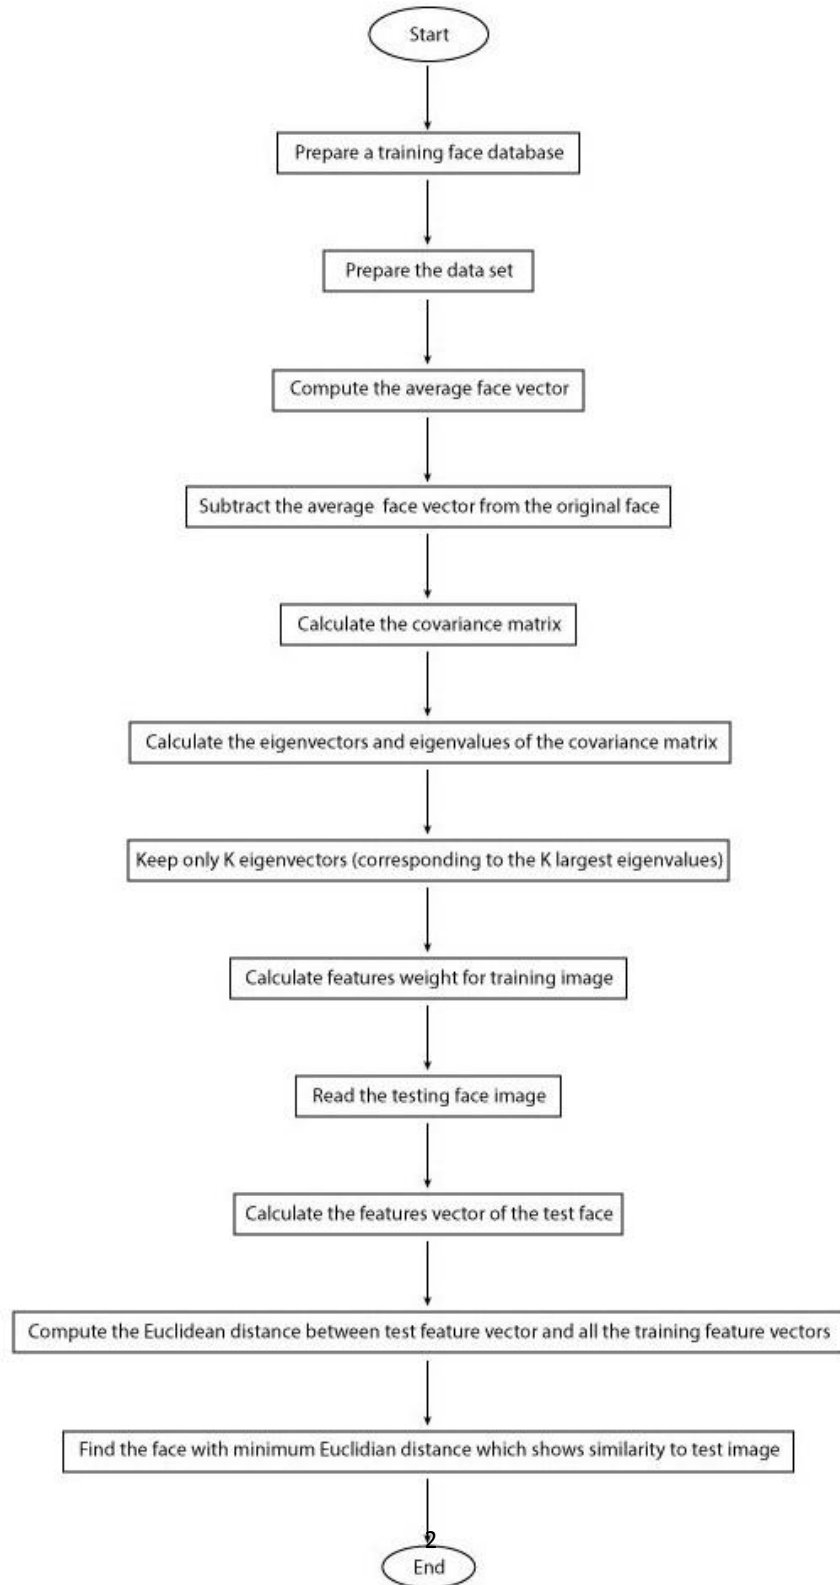 Start
Prepare a training face database
Prepare the data set
Compute the average face vector
Subtract the average face vector from the original face
Calculate the covariance matrix
Calculate the eigenvectors and eigenvalues of the covariance matrix
Keep only K eigenvectors (corresponding to the K largest eigenvalues)
Calculate features weight for training image
Read the testing face image
Calculate the features vector of the test face
Compute the Euclidean distance between test feature vector and all the training feature vectors
Find the face with minimum Euclidian distance which shows similarity to test image
2
End